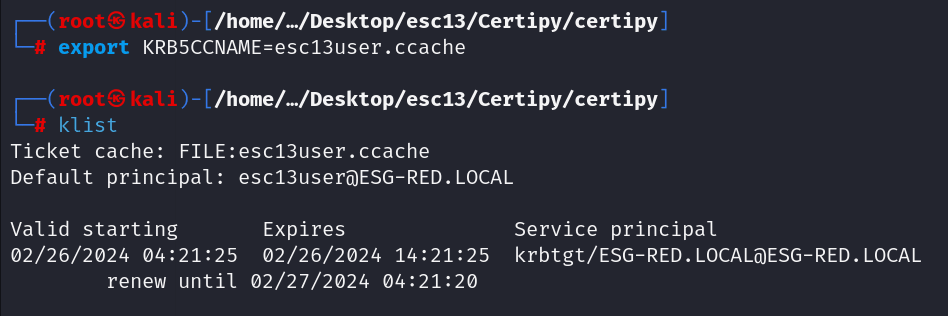 ┌──(root㉿kali)-[/home/…/Desktop/esc13/Certipy/certipy]
└─# export KRB5CCNAME=esc13user.ccache
┌──(root㉿kali)-[/home/…/Desktop/esc13/Certipy/certipy]
└─# klist
Ticket cache: FILE:esc13user.ccache
Default principal: esc13user@ESG-RED.LOCAL
Valid starting       Expires              Service principal
02/26/2024 04:21:25  02/26/2024 14:21:25  krbtgt/ESG-RED.LOCAL@ESG-RED.LOCAL
        renew until 02/27/2024 04:21:20